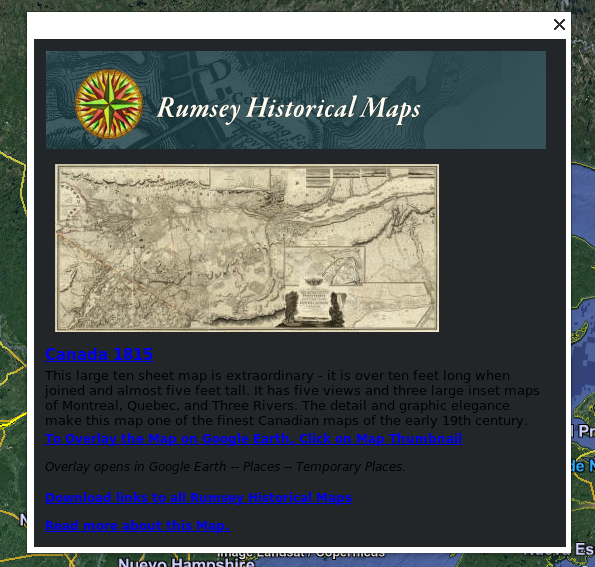 Rumsey Historical Maps
Canada 1815
This large ten sheet map is extraordinary - it is over ten feet long when
joined and almost five feet tall. It has five views and three large inset maps
of Montreal, Quebec, and Three Rivers. The detail and graphic elegance
make this map one of the finest Canadian maps of the early 19th century.
To Overlay the Map on Google Earth, Click on Map Thumbnail
Overlay opens in Google Earth -- Places -- Temporary Places.
Download links to all Rumsey Historical Maps
Read more about this Map.
Image Landsat / Copernicus
Nuevo Hampshire